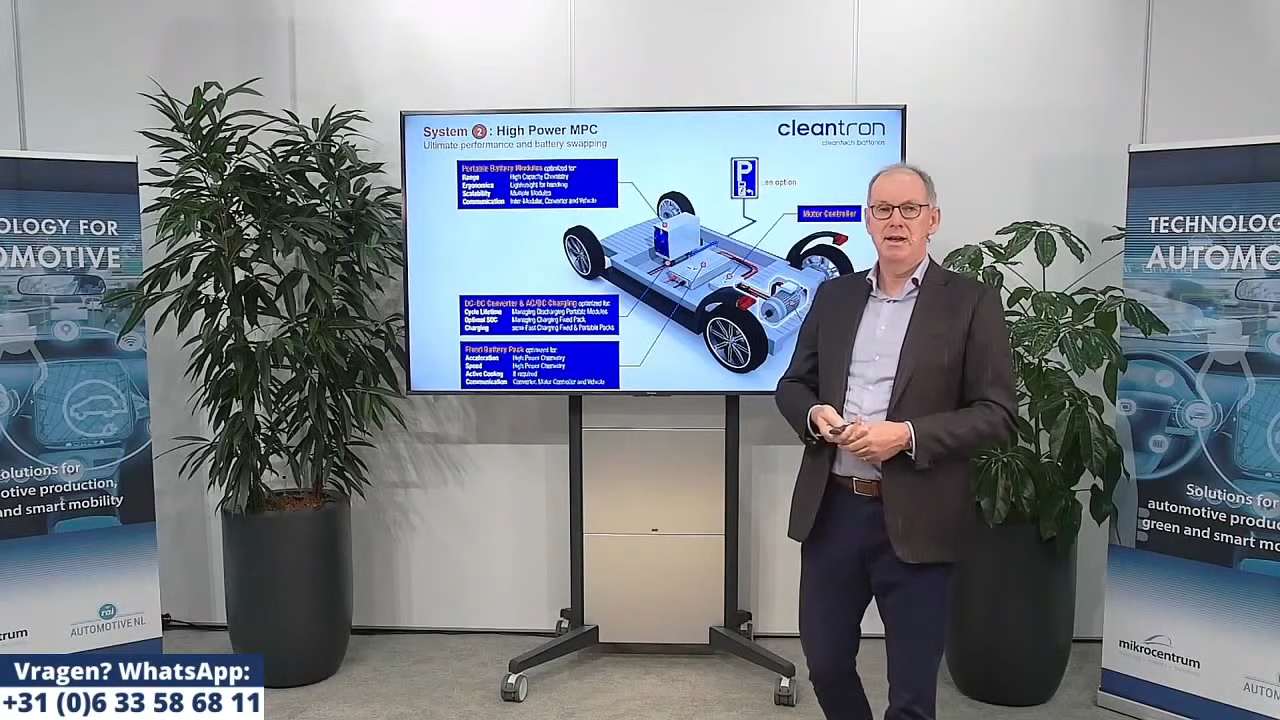 System 2 : High Power MPC
Ultimate performance and battery swapping
cleantron
cleantech batteries
Portable Battery Modules optimized for:
Range High Capacity Chemistry
Ergonomics Lightweight for handling
Scalability Multiple Modules
Communication Inter-Modular, Converter and Vehicle
P
...en option
Motor Controller
DC-DC Converter & AC/DC Charging optimized for:
Cycle Lifetime Managing Discharging Portable Modules
Optimal SOC Managing Charging Fixed Pack
Charging Fast Charging Fixed & Portable Packs
Fixed Battery Pack optimized for:
Acceleration High Power Chemistry
Speed High Power Chemistry
Active Cooling if required
Communication Converter, Motor Controller and Vehicle
OLOGY FOR
OMOTIVE
olutions for
otive production,
and smart mobility
trum
rai
AUTOMOTIVE NL
TECHNOLOG
AUTOMO
Solutions for
automotive produc
green and smart mo
mikrocentrum
AUTOM
Vragen? WhatsApp:
+31 (0)6 33 58 68 11